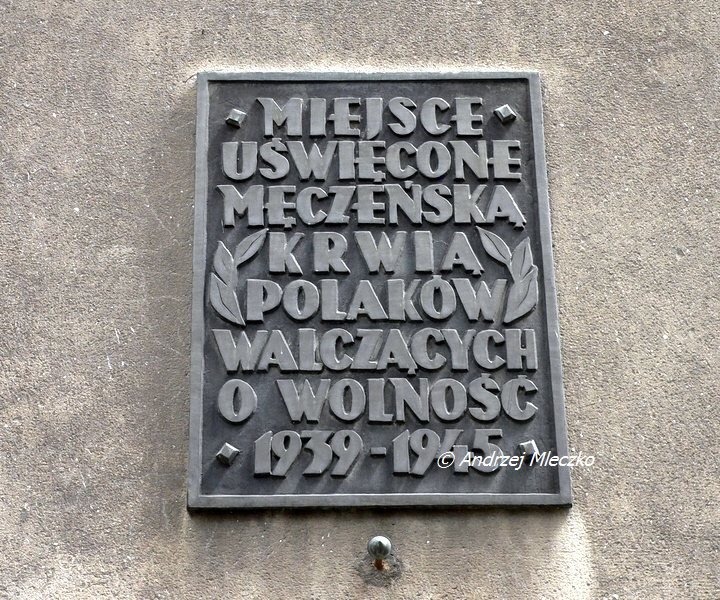 MIEJSCE
UŚWIĘCONE
MĘCZEŃSKĄ
KRWIĄ
POLAKÓW
WALCZĄCYCH
O WOLNOŚĆ
1939-1945
© Andrzej Mleczko